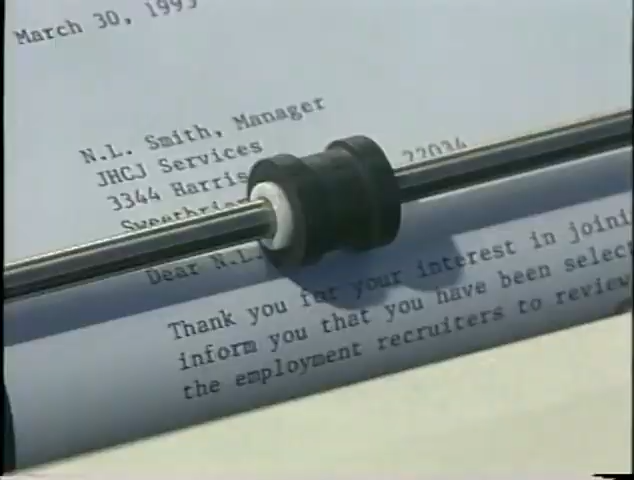 March 30, 1993
N.L. Smith, Manager
JHCJ Services
3344 Harris
22034
Dear N.L.
Thank you for your interest in joini
inform you that you have been select
the employment recruiters to review